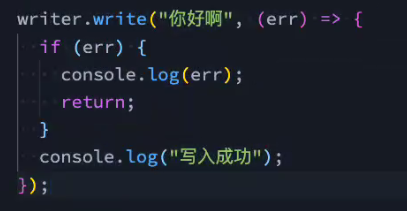 writer.write("你好啊", (err) => {
  if (err) {
    console.log(err);
    return;
  }
  console.log("写入成功");
});